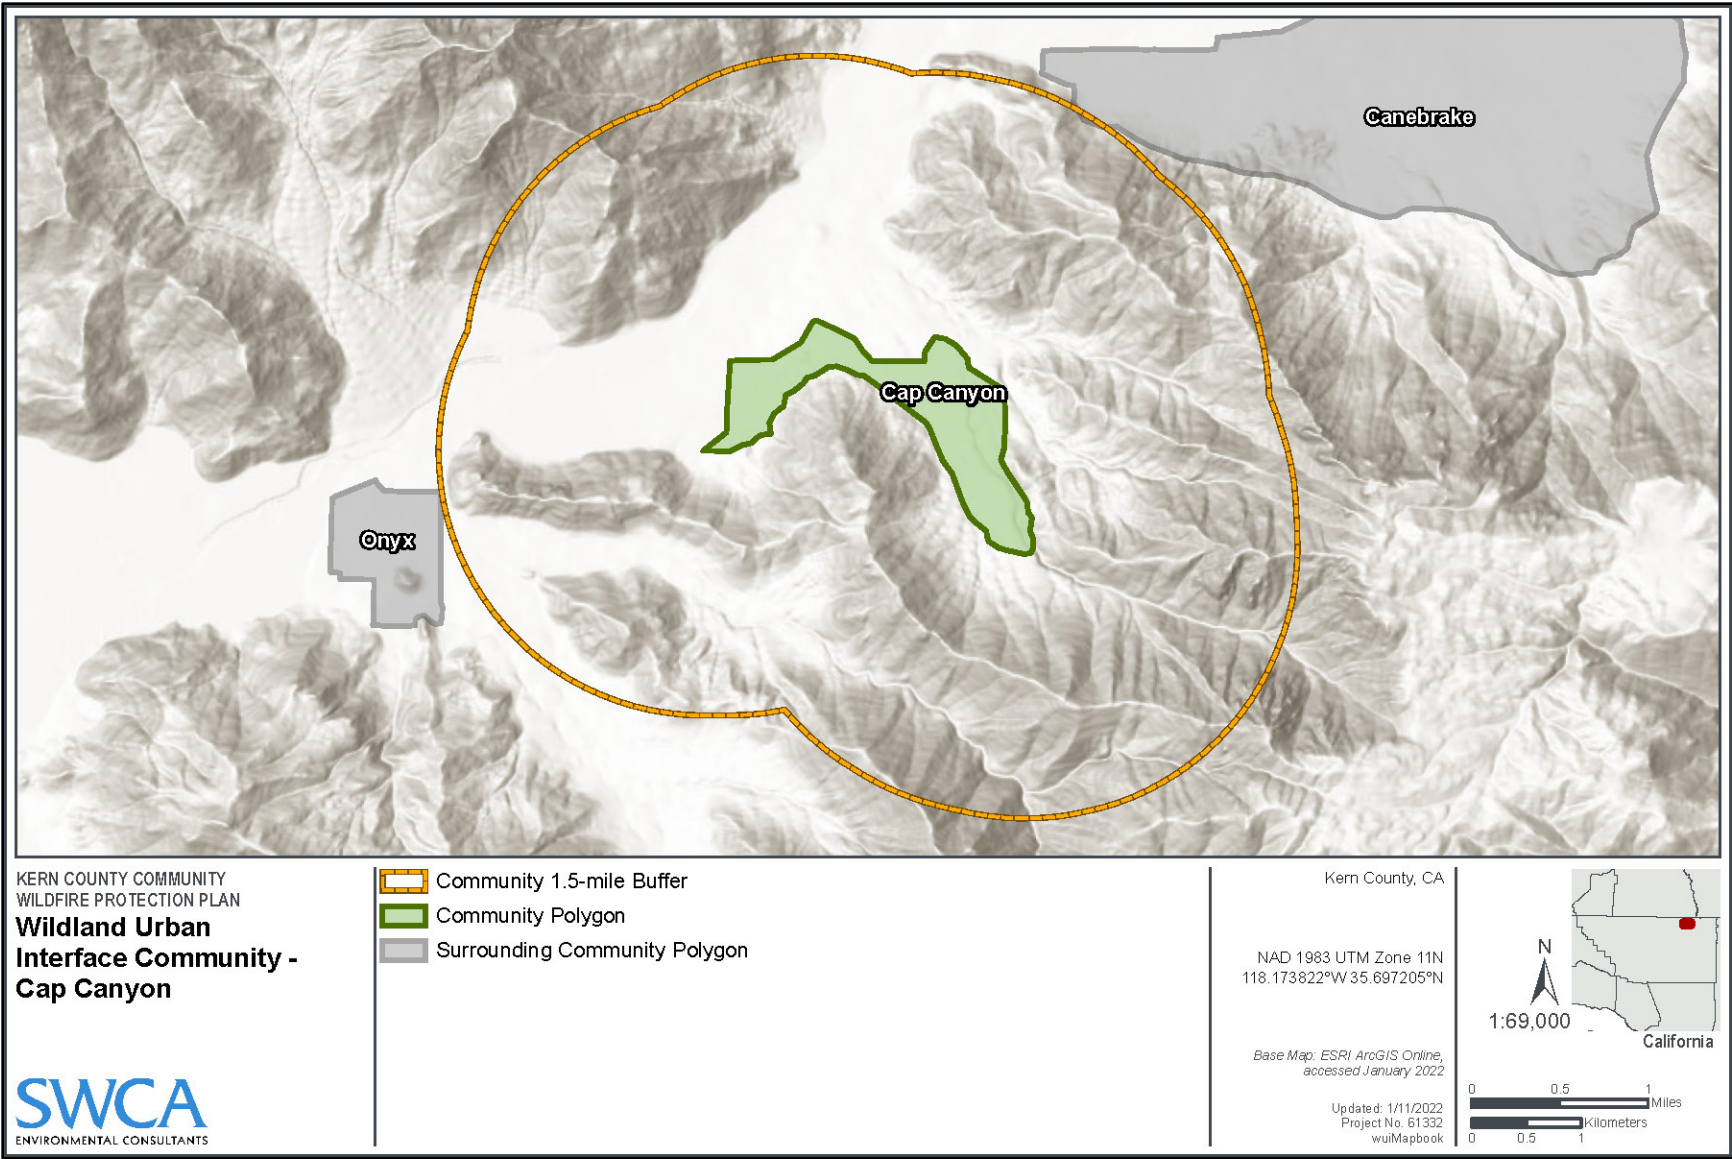 Canebrake
Cap Canyon
Onyx
KERN COUNTY COMMUNITY
WILDFIRE PROTECTION PLAN
Wildland Urban
Interface Community -
Cap Canyon
SWCA
ENVIRONMENTAL CONSULTANTS
Community 1.5-mile Buffer
Community Polygon
Surrounding Community Polygon
Kern County, CA
NAD 1983 UTM Zone 11N
118.173822°W 35.697205°N
Base Map: ESRI ArcGIS Online,
accessed January 2022
Updated: 1/11/2022
Project No. 61332
wuiMapbook
N
1:69,000
California
0 0.5 1
Miles
Kilometers
0 0.5 1